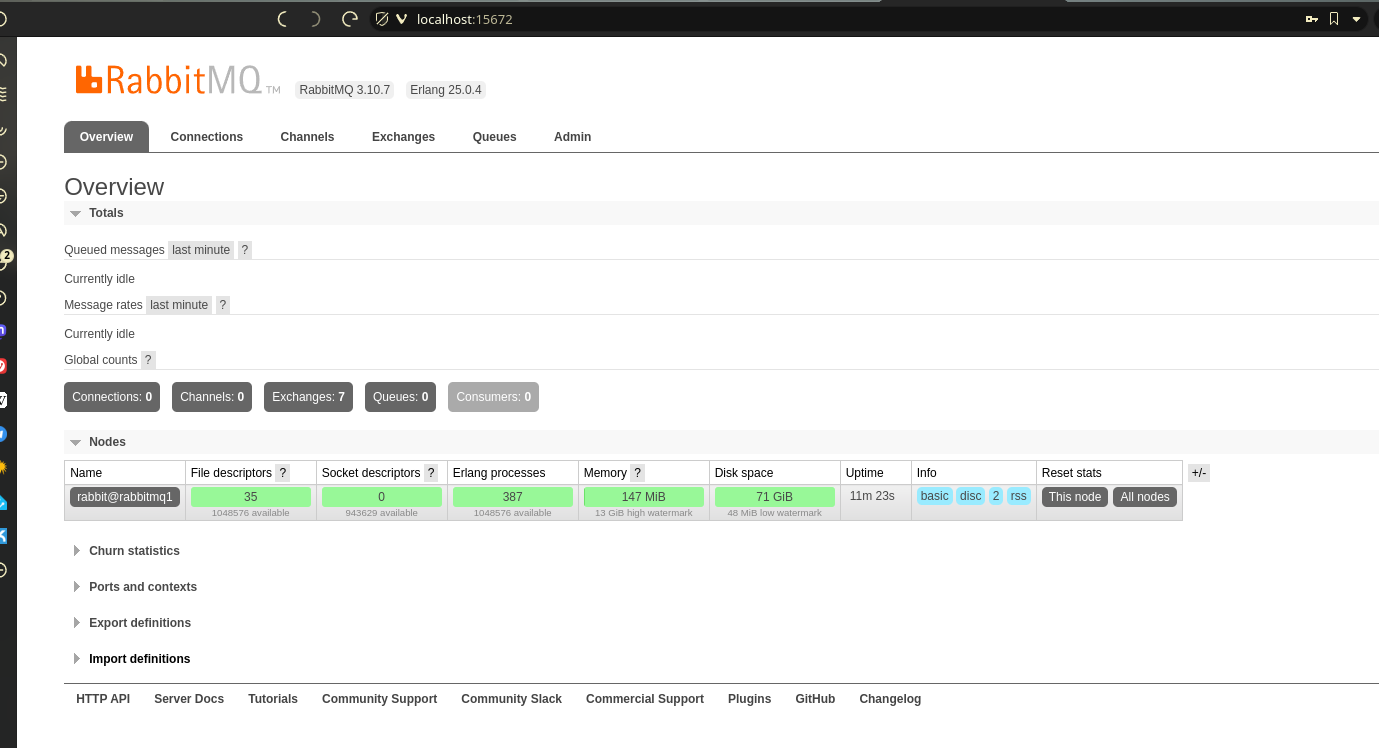 localhost:15672
RabbitMQ TM RabbitMQ 3.10.7 Erlang 25.0.4
Overview Connections Channels Exchanges Queues Admin
Overview
Totals
Queued messages last minute ?
Currently idle
Message rates last minute ?
Currently idle
Global counts ?
Connections: 0 Channels: 0 Exchanges: 7 Queues: 0 Consumers: 0
Nodes
Name File descriptors ? Socket descriptors ? Erlang processes Memory ? Disk space Uptime Info Reset stats +/-
rabbit@rabbitmq1 35 0 387 147 MiB 71 GiB 11m 23s basic disc 2 rss This node All nodes
1048576 available 943629 available 1048576 available 13 GiB high watermark 48 MiB low watermark
2
Churn statistics
Ports and contexts
Export definitions
Import definitions
HTTP API Server Docs Tutorials Community Support Community Slack Commercial Support Plugins GitHub Changelog